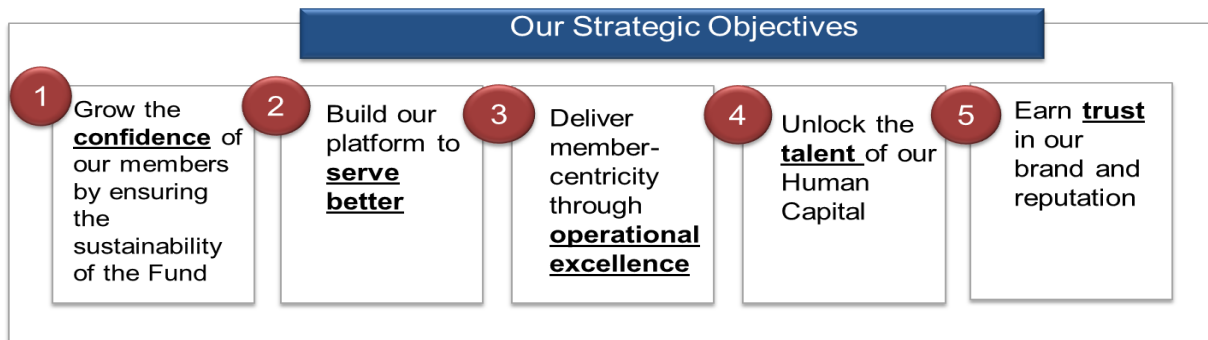 Our Strategic Objectives
1
Grow the
confidence of
our members
by ensuring
the
sustainability
of the Fund
2
Build our
platform to
serve
better
3
Deliver
member-
centricity
through
operational
excellence
4
Unlock the
talent of our
Human
Capital
5
Earn trust
in our
brand and
reputation